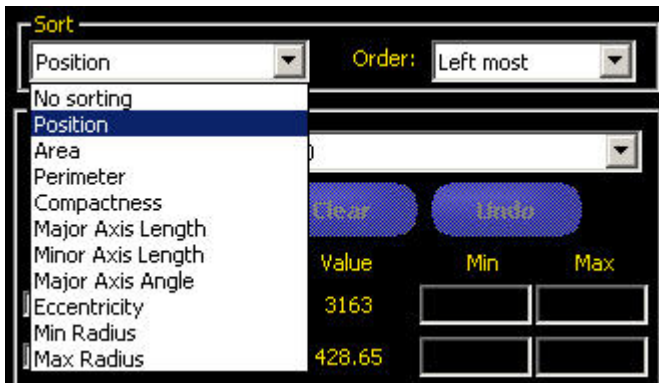 Sort
Position Order: Left most
No sorting
Position
Area
Perimeter
Compactness
Major Axis Length
Minor Axis Length
Major Axis Angle
Eccentricity
Min Radius
Max Radius
)
Clear Undo
Value Min Max
3163
428.65